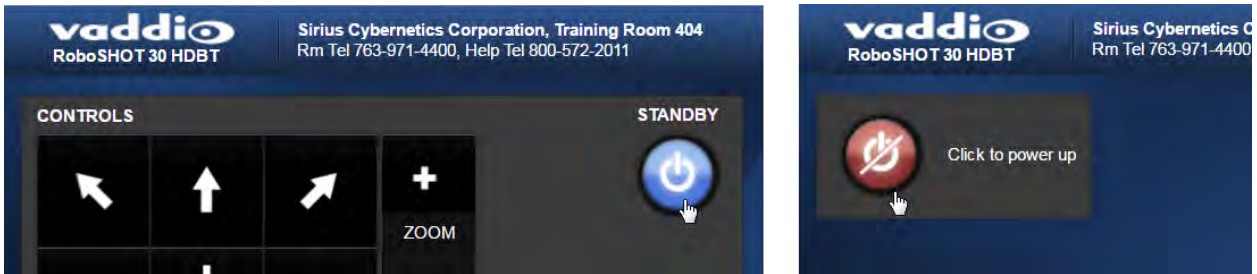 vaddio
RoboSHOT 30 HDBT
Sirius Cybernetics Corporation, Training Room 404
Rm Tel 763-971-4400, Help Tel 800-572-2011
CONTROLS
STANDBY
+
ZOOM
vaddio
RoboSHOT 30 HDBT
Sirius Cybernetics C
Rm Tel 763-971-4400
Click to power up